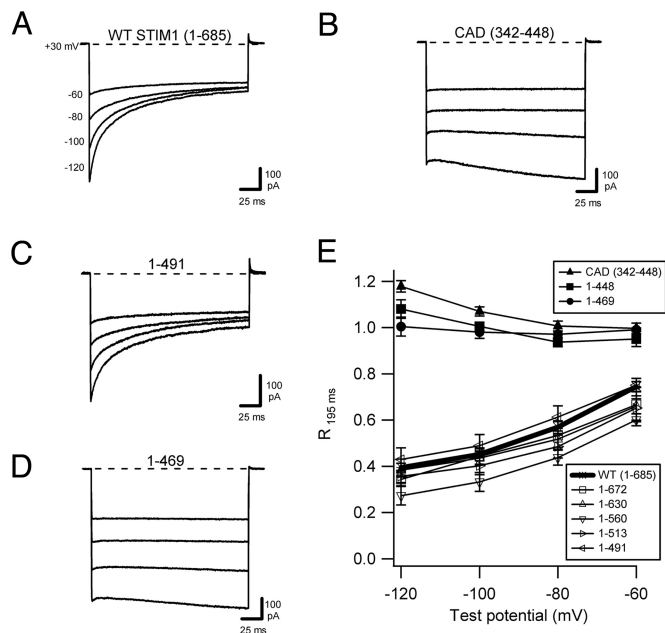 A
WT STIM1 (1-685)
+30 mV
-60
-80
-100
-120
100
pA
25 ms
B
CAD (342-448)
100
pA
25 ms
C
1-491
100
pA
25 ms
D
1-469
100
pA
25 ms
E
CAD (342-448)
1-448
1-469
1.2
1.0
0.8
0.6
0.4
0.2
0.0
R195 ms
WT (1-685)
1-672
1-630
1-560
1-513
1-491
-120
-100
-80
-60
Test potential (mV)